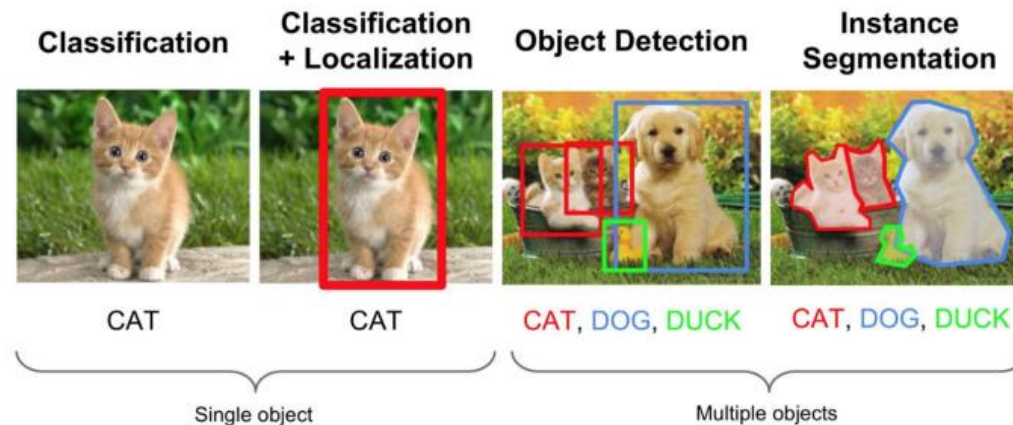 Classification
Classification
+ Localization
Object Detection
Instance
Segmentation
CAT
CAT
CAT, DOG, DUCK
CAT, DOG, DUCK
Single object
Multiple objects